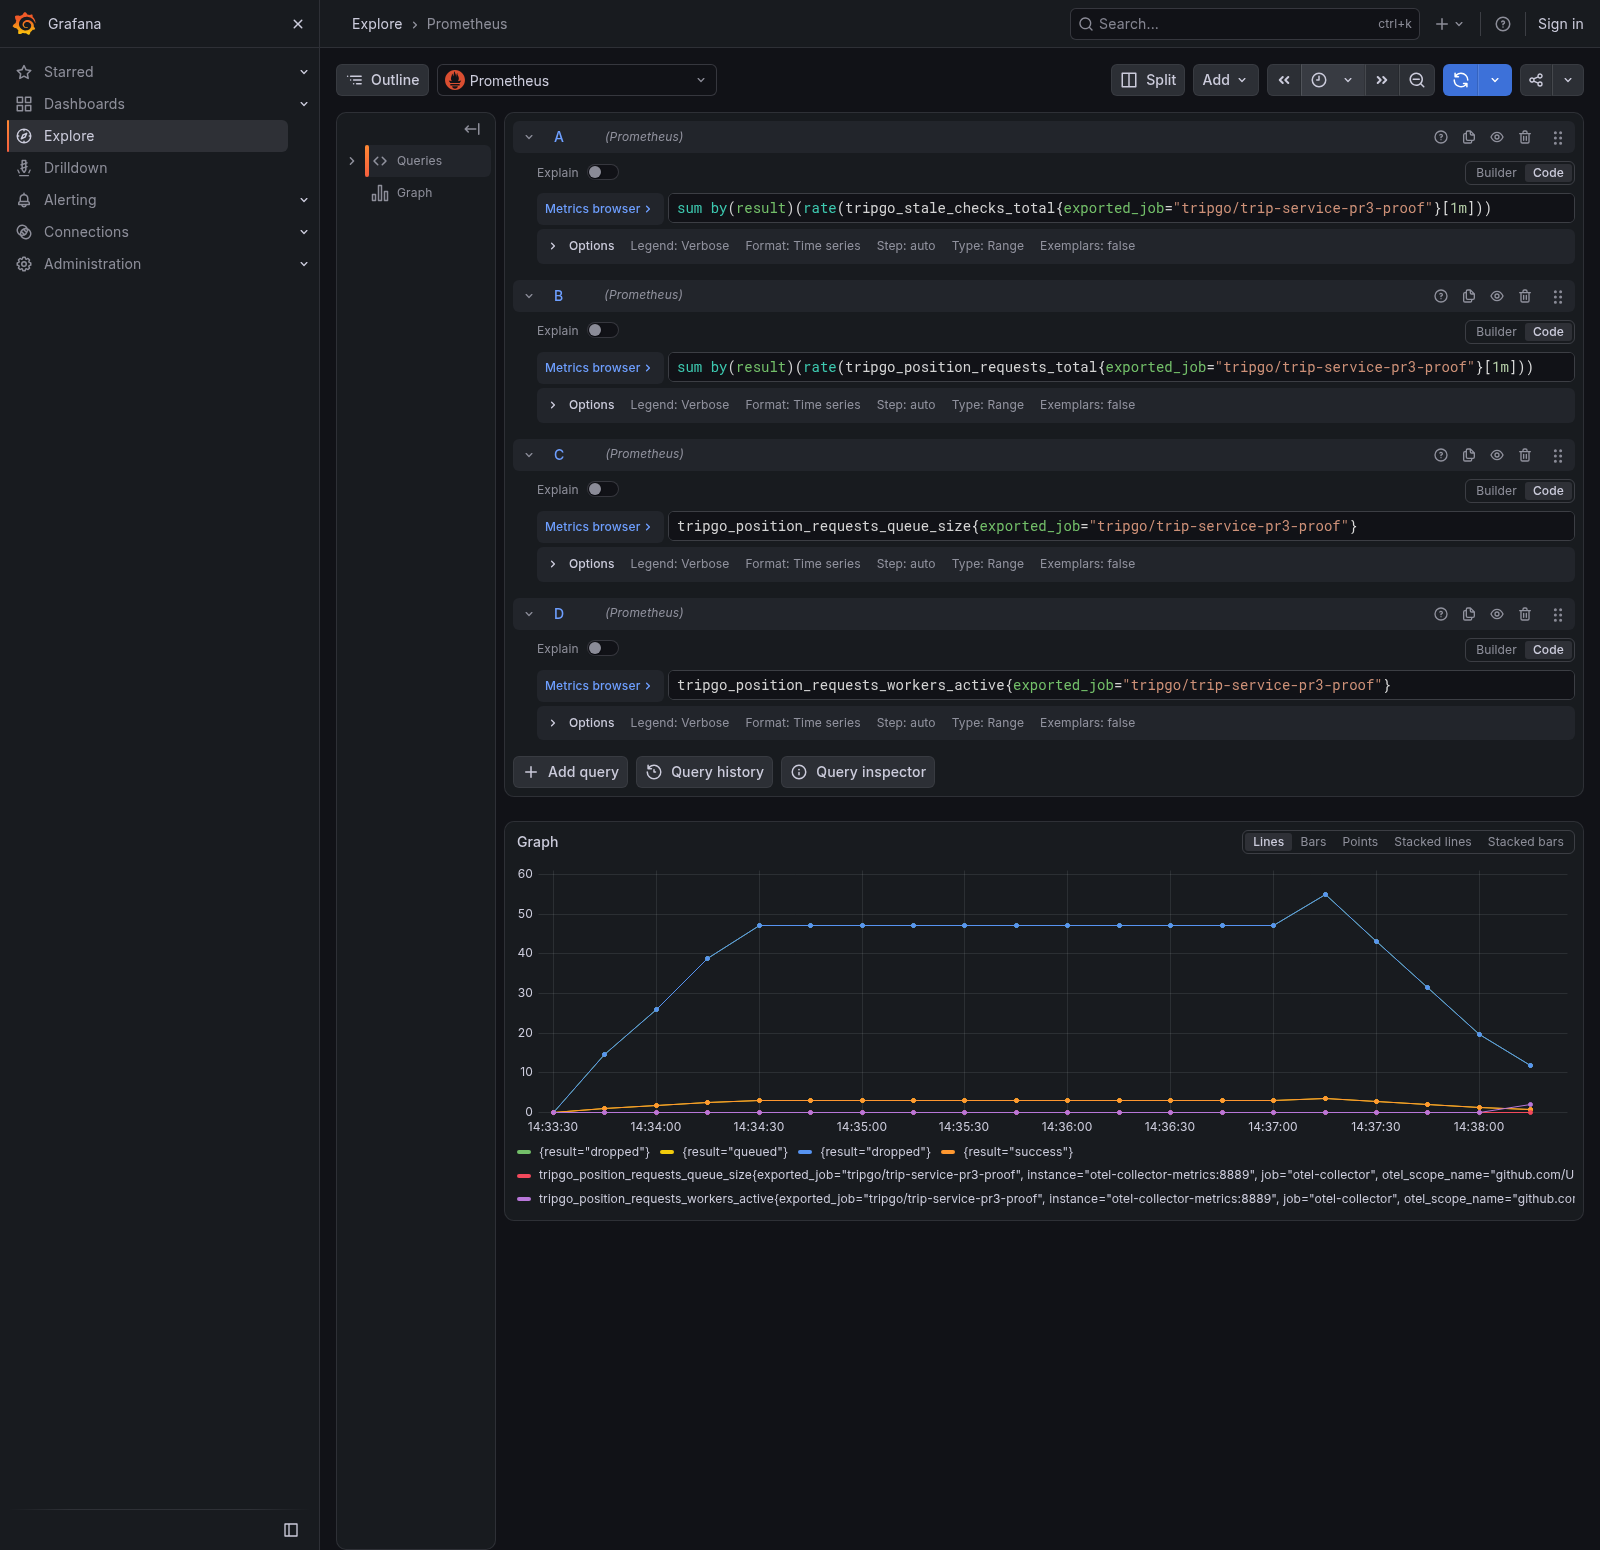 Grafana
Explore › Prometheus
Search...
ctrl+k
Sign in
Starred
Dashboards
Explore
Drilldown
Alerting
Connections
Administration
Outline
Prometheus
Split
Add
Queries
Graph
A (Prometheus)
Explain
Builder Code
Metrics browser
sum by(result)(rate(tripgo_stale_checks_total{exported_job="tripgo/trip-service-pr3-proof"}[1m]))
Options Legend: Verbose Format: Time series Step: auto Type: Range Exemplars: false
B (Prometheus)
Explain
Builder Code
Metrics browser
sum by(result)(rate(tripgo_position_requests_total{exported_job="tripgo/trip-service-pr3-proof"}[1m]))
Options Legend: Verbose Format: Time series Step: auto Type: Range Exemplars: false
C (Prometheus)
Explain
Builder Code
Metrics browser
tripgo_position_requests_queue_size{exported_job="tripgo/trip-service-pr3-proof"}
Options Legend: Verbose Format: Time series Step: auto Type: Range Exemplars: false
D (Prometheus)
Explain
Builder Code
Metrics browser
tripgo_position_requests_workers_active{exported_job="tripgo/trip-service-pr3-proof"}
Options Legend: Verbose Format: Time series Step: auto Type: Range Exemplars: false
Add query
Query history
Query inspector
Graph
Lines Bars Points Stacked lines Stacked bars
60
50
40
30
20
10
0
14:33:30 14:34:00 14:34:30 14:35:00 14:35:30 14:36:00 14:36:30 14:37:00 14:37:30 14:38:00
{result="dropped"} {result="queued"} {result="dropped"} {result="success"}
tripgo_position_requests_queue_size{exported_job="tripgo/trip-service-pr3-proof", instance="otel-collector-metrics:8889", job="otel-collector", otel_scope_name="github.com/U
tripgo_position_requests_workers_active{exported_job="tripgo/trip-service-pr3-proof", instance="otel-collector-metrics:8889", job="otel-collector", otel_scope_name="github.cor